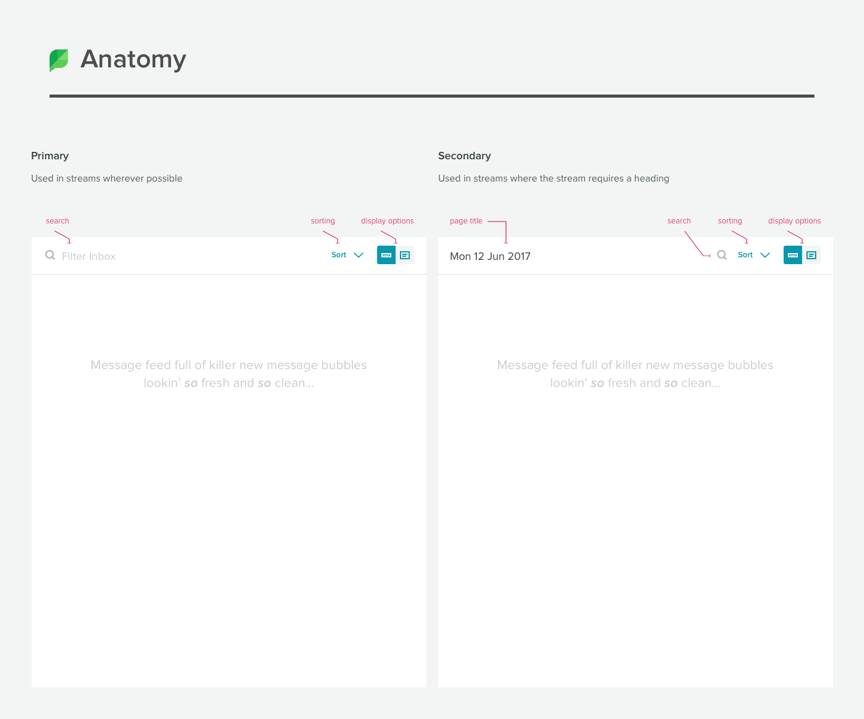 Anatomy
Primary
Used in streams wherever possible
search
sorting
display options
Filter Inbox
Sort
Message feed full of killer new message bubbles
lookin' so fresh and so clean...
Secondary
Used in streams where the stream requires a heading
page title
search
sorting
display options
Mon 12 Jun 2017
Sort
Message feed full of killer new message bubbles
lookin' so fresh and so clean...